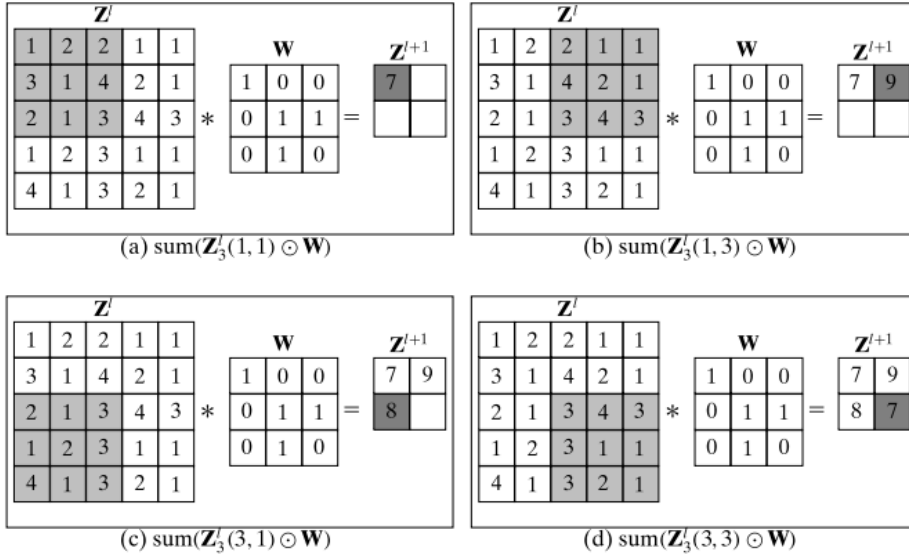 Z^l
1 2 2 1 1
W
Z^{l+1}
3 1 4 2 1
1 0 0
7
2 1 3 4 3
*
0 1 1
=
1 2 3 1 1
0 1 0
4 1 3 2 1
(a) sum(Z^l_3(1, 1) ⊙ W)
Z^l
1 2 2 1 1
W
Z^{l+1}
3 1 4 2 1
1 0 0
7 9
2 1 3 4 3
*
0 1 1
=
1 2 3 1 1
0 1 0
4 1 3 2 1
(b) sum(Z^l_3(1, 3) ⊙ W)
Z^l
1 2 2 1 1
W
Z^{l+1}
3 1 4 2 1
1 0 0
7 9
2 1 3 4 3
*
0 1 1
=
8
1 2 3 1 1
0 1 0
4 1 3 2 1
(c) sum(Z^l_3(3, 1) ⊙ W)
Z^l
1 2 2 1 1
W
Z^{l+1}
3 1 4 2 1
1 0 0
7 9
2 1 3 4 3
*
0 1 1
=
8 7
1 2 3 1 1
0 1 0
4 1 3 2 1
(d) sum(Z^l_3(3, 3) ⊙ W)